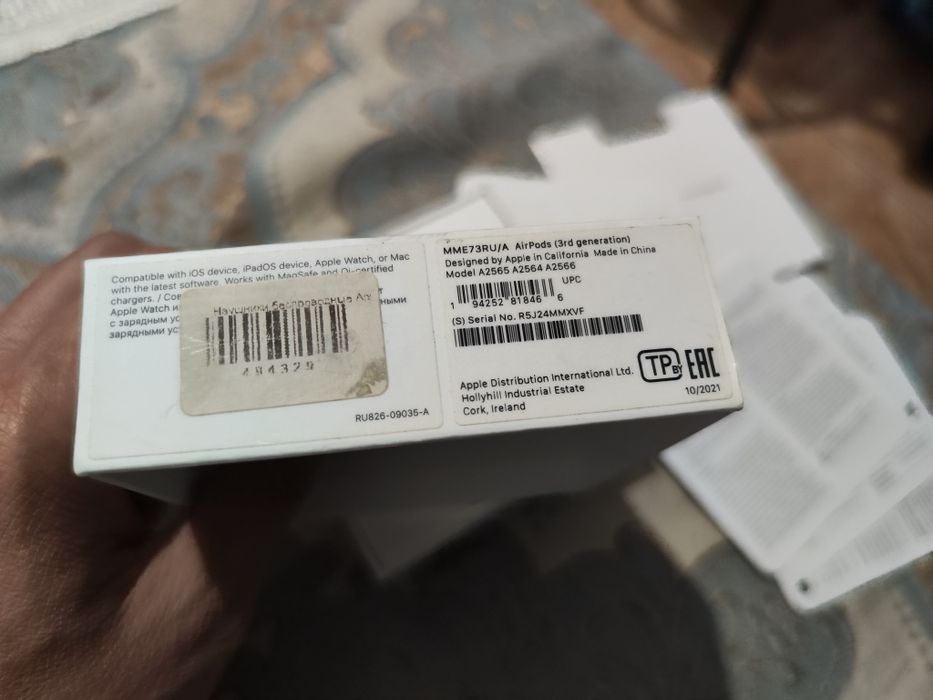 Compatible with iOS device, iPadOS device, Apple Watch, or Mac
with the latest software. Works with MagSafe and Qi-certified
chargers. / Сов
Apple Watch и
с зарядным ус
зарядными ус
ными
Наушники беспроводные Air
494329
RU826-09035-A
MME73RU/A AirPods (3rd generation)
Designed by Apple in California Made in China
Model A2565 A2564 A2566
UPC
1 94252 81846 6
(S) Serial No. R5J24MMXVF
Apple Distribution International Ltd.
Hollyhill Industrial Estate
Cork, Ireland
TP BY EAC
10/2021